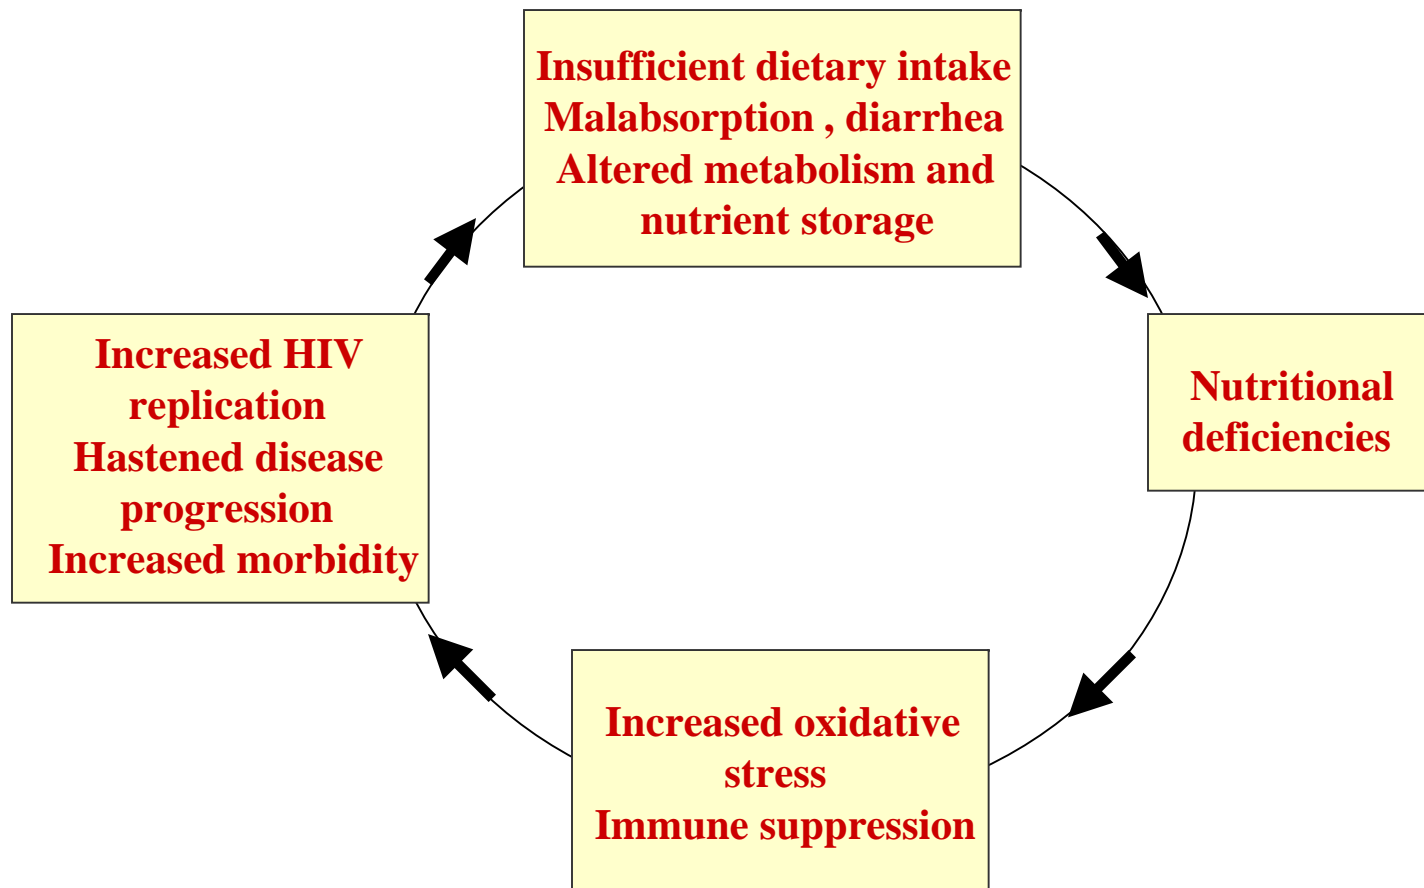 Insufficient dietary intake
Malabsorption , diarrhea
Altered metabolism and
nutrient storage
Nutritional
deficiencies
Increased oxidative
stress
Immune suppression
Increased HIV
replication
Hastened disease
progression
Increased morbidity